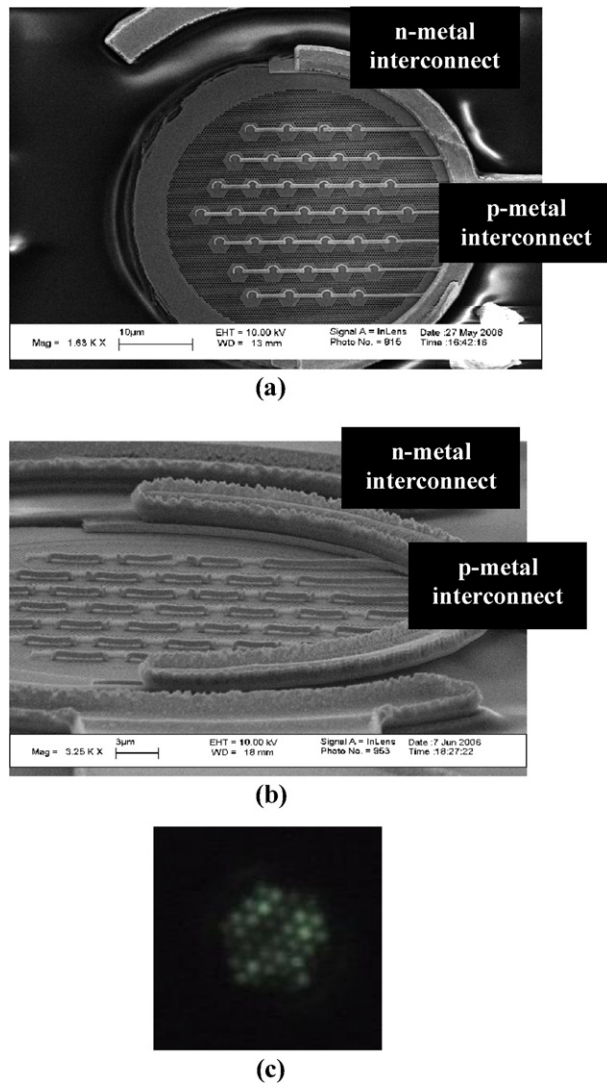 n-metal
interconnect
p-metal
interconnect
Mag = 1.63 K X
10µm
EHT = 10.00 kV
WD = 13 mm
Signal A = InLens
Photo No. = 915
Date :27 May 2006
Time :16:42:16
(a)
n-metal
interconnect
p-metal
interconnect
Mag = 3.25 K X
3µm
EHT = 10.00 kV
WD = 18 mm
Signal A = InLens
Photo No. = 953
Date :7 Jun 2006
Time :18:27:22
(b)
(c)